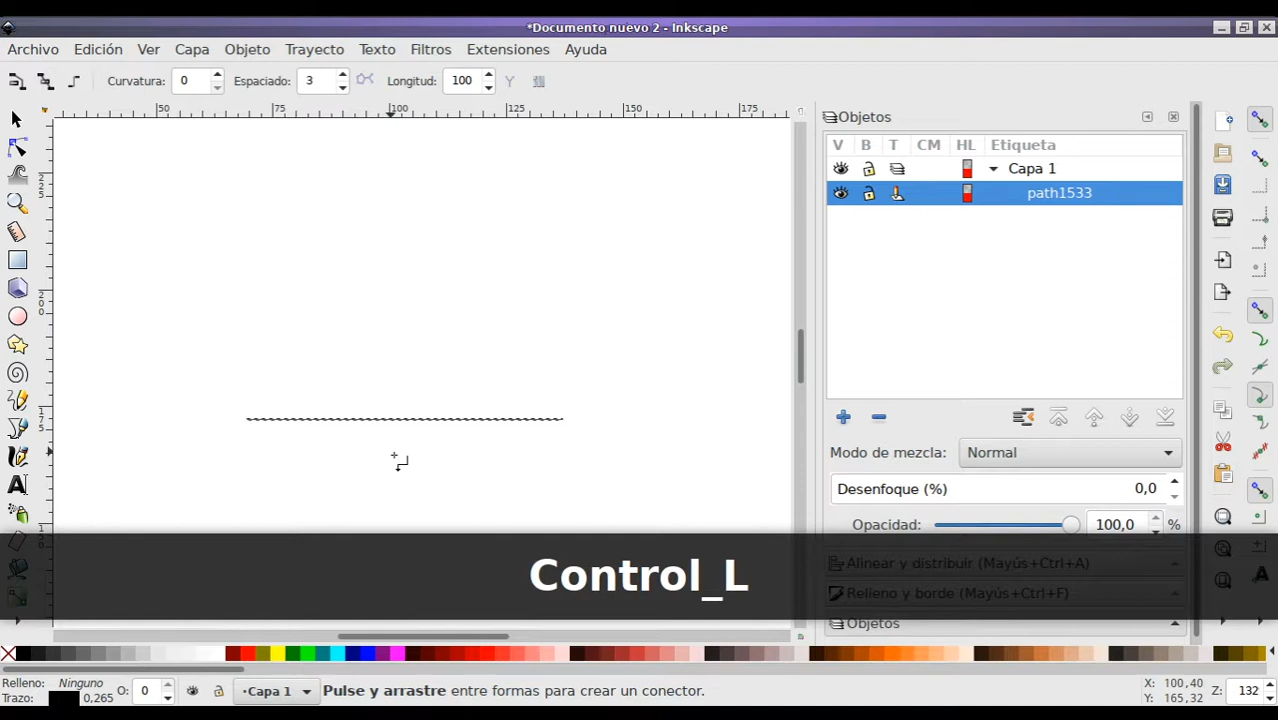 *Documento nuevo 2 - Inkscape
Archivo Edición Ver Capa Objeto Trayecto Texto Filtros Extensiones Ayuda
Curvatura: 0 Espaciado: 3 Longitud: 100
50 75 100 125 150 175
Objetos
V B T CM HL Etiqueta
Capa 1
path1533
225
200
175
Modo de mezcla: Normal
Desenfoque (%) 0,0
Opacidad: 100,0 %
Control_L
Alinear y distribuir (Mayús+Ctrl+A)
Relleno y borde (Mayús+Ctrl+F)
Objetos
Relleno: Ninguno
Trazo: 0,265
O: 0
·Capa 1
Pulse y arrastre entre formas para crear un conector.
X: 100,40
Y: 165,32
Z: 132